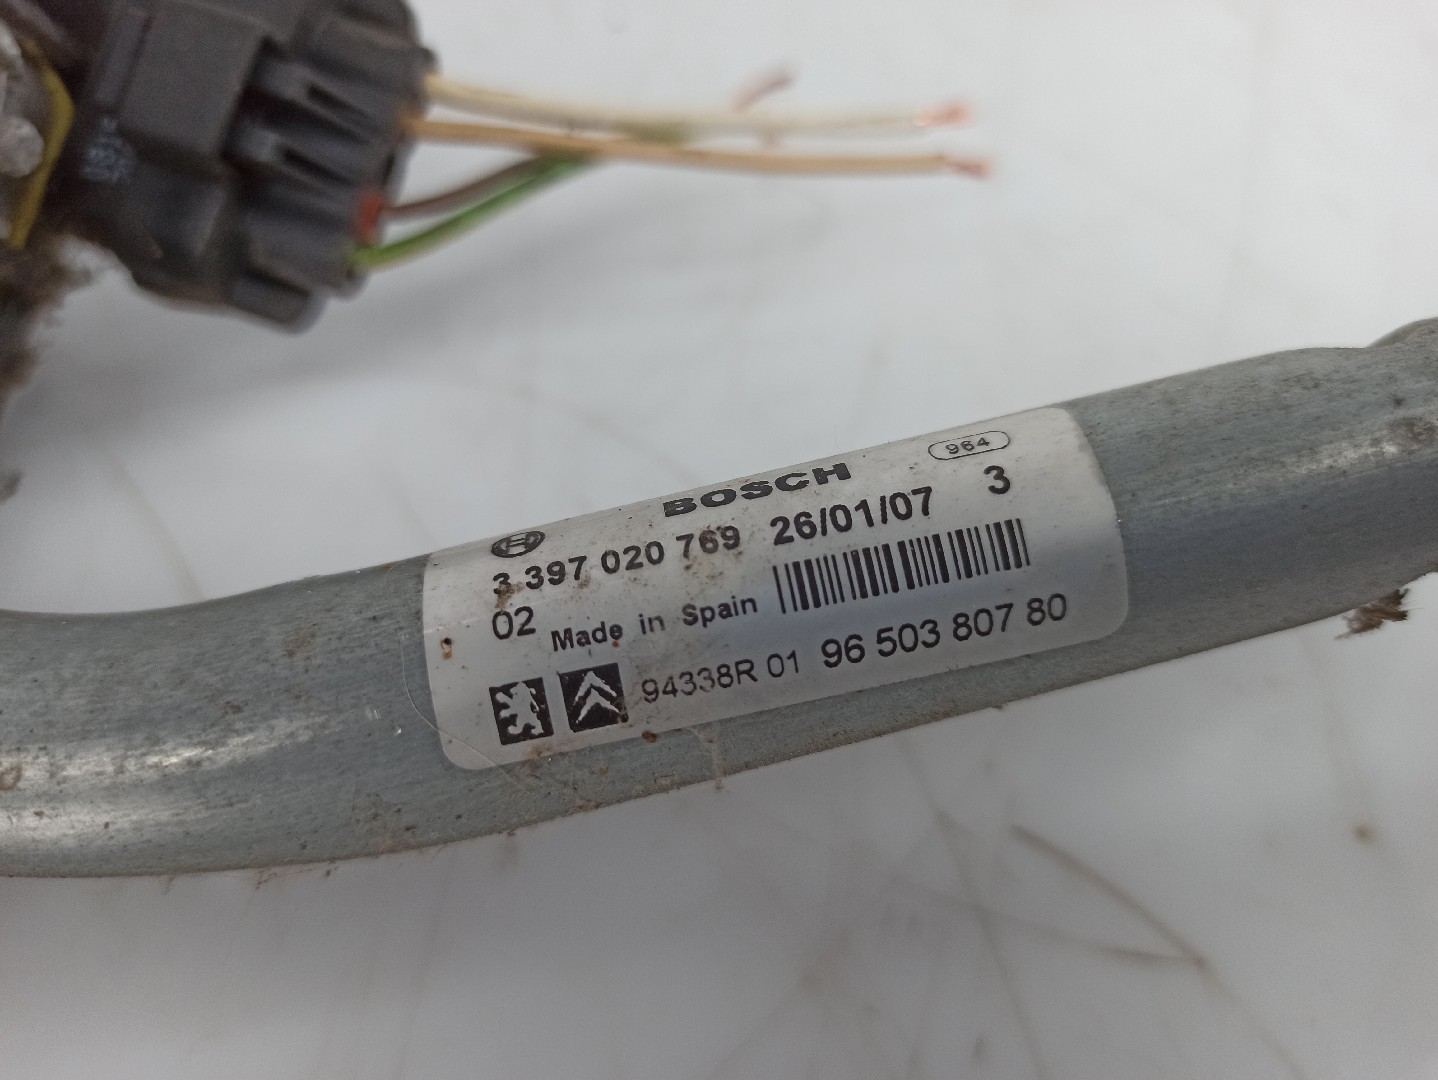 964
BOSCH
3 397 020 769 26/01/07 3
02 Made in Spain
94338R 01 96 503 807 80